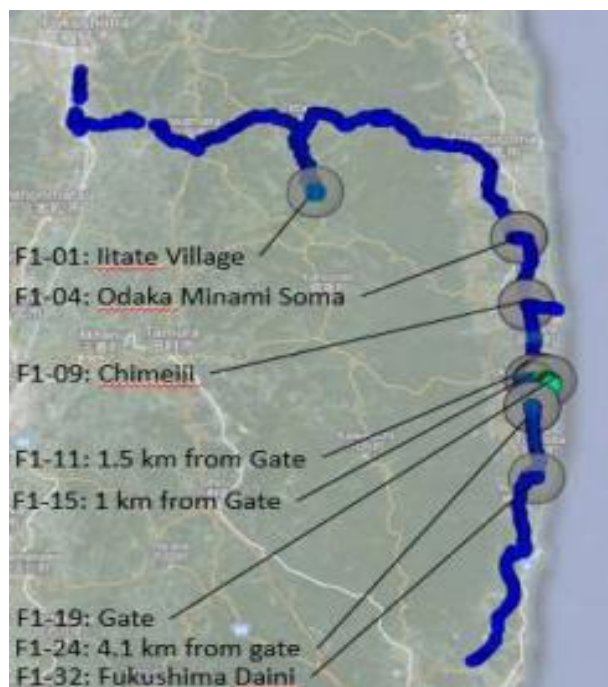 F1-01: Iitate Village
F1-04: Odaka Minami Soma
F1-09: Chimeiji
F1-11: 1.5 km from Gate
F1-15: 1 km from Gate
F1-19: Gate
F1-24: 4.1 km from gate
F1-32: Fukushima Daini